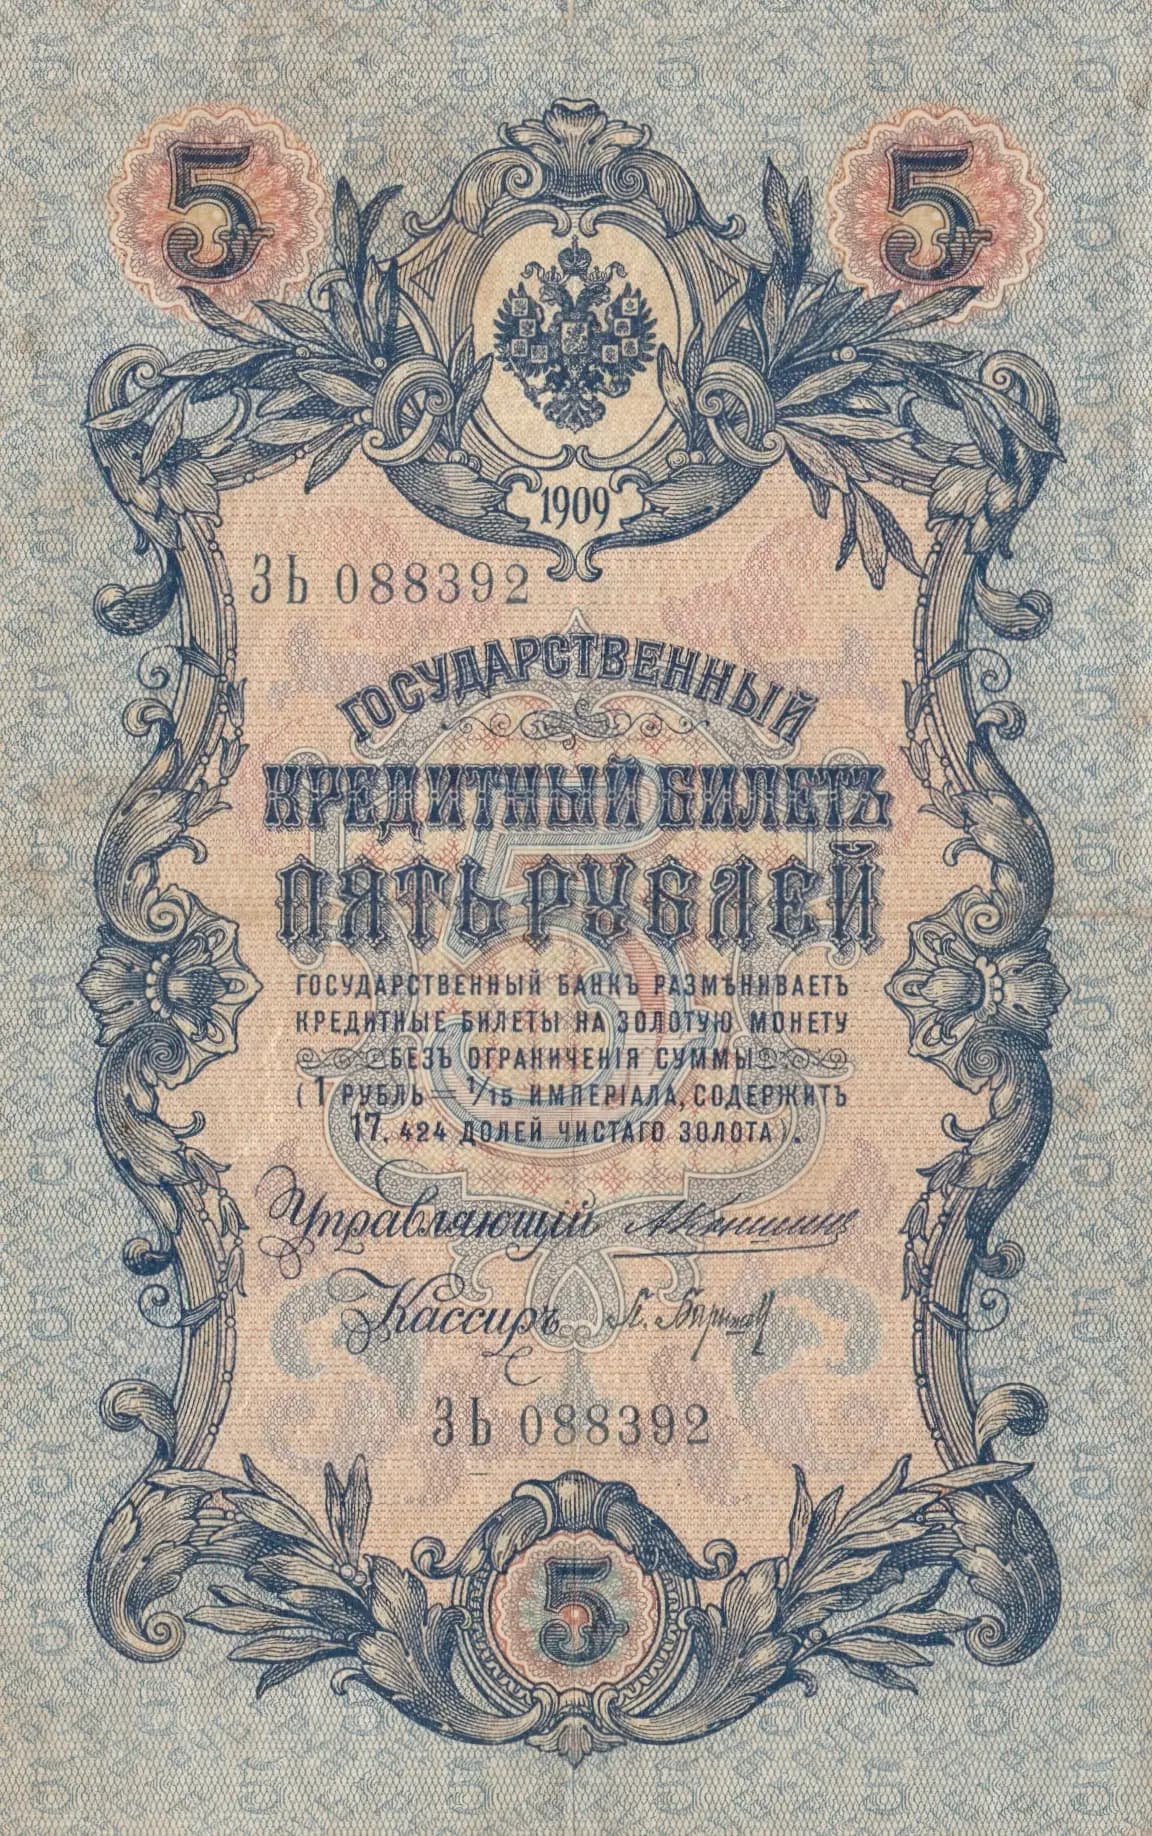 5 5
1909
ЗЬ 088392
ГОСУДАРСТВЕННЫЙ
КРЕДИТНЫЙ БИЛЕТЪ
ПЯТЬ РУБЛЕЙ
ГОСУДАРСТВЕННЫЙ БАНКЪ РАЗМѢНИВАЕТЪ
КРЕДИТНЫЕ БИЛЕТЫ НА ЗОЛОТУЮ МОНЕТУ
БЕЗЪ ОГРАНИЧЕНІЯ СУММЫ
(1 РУБЛЬ = 1/15 ИМПЕРІАЛА, СОДЕРЖИТЪ
17,424 ДОЛЕЙ ЧИСТАГО ЗОЛОТА).
Управляющій
Кассиръ
ЗЬ 088392
5